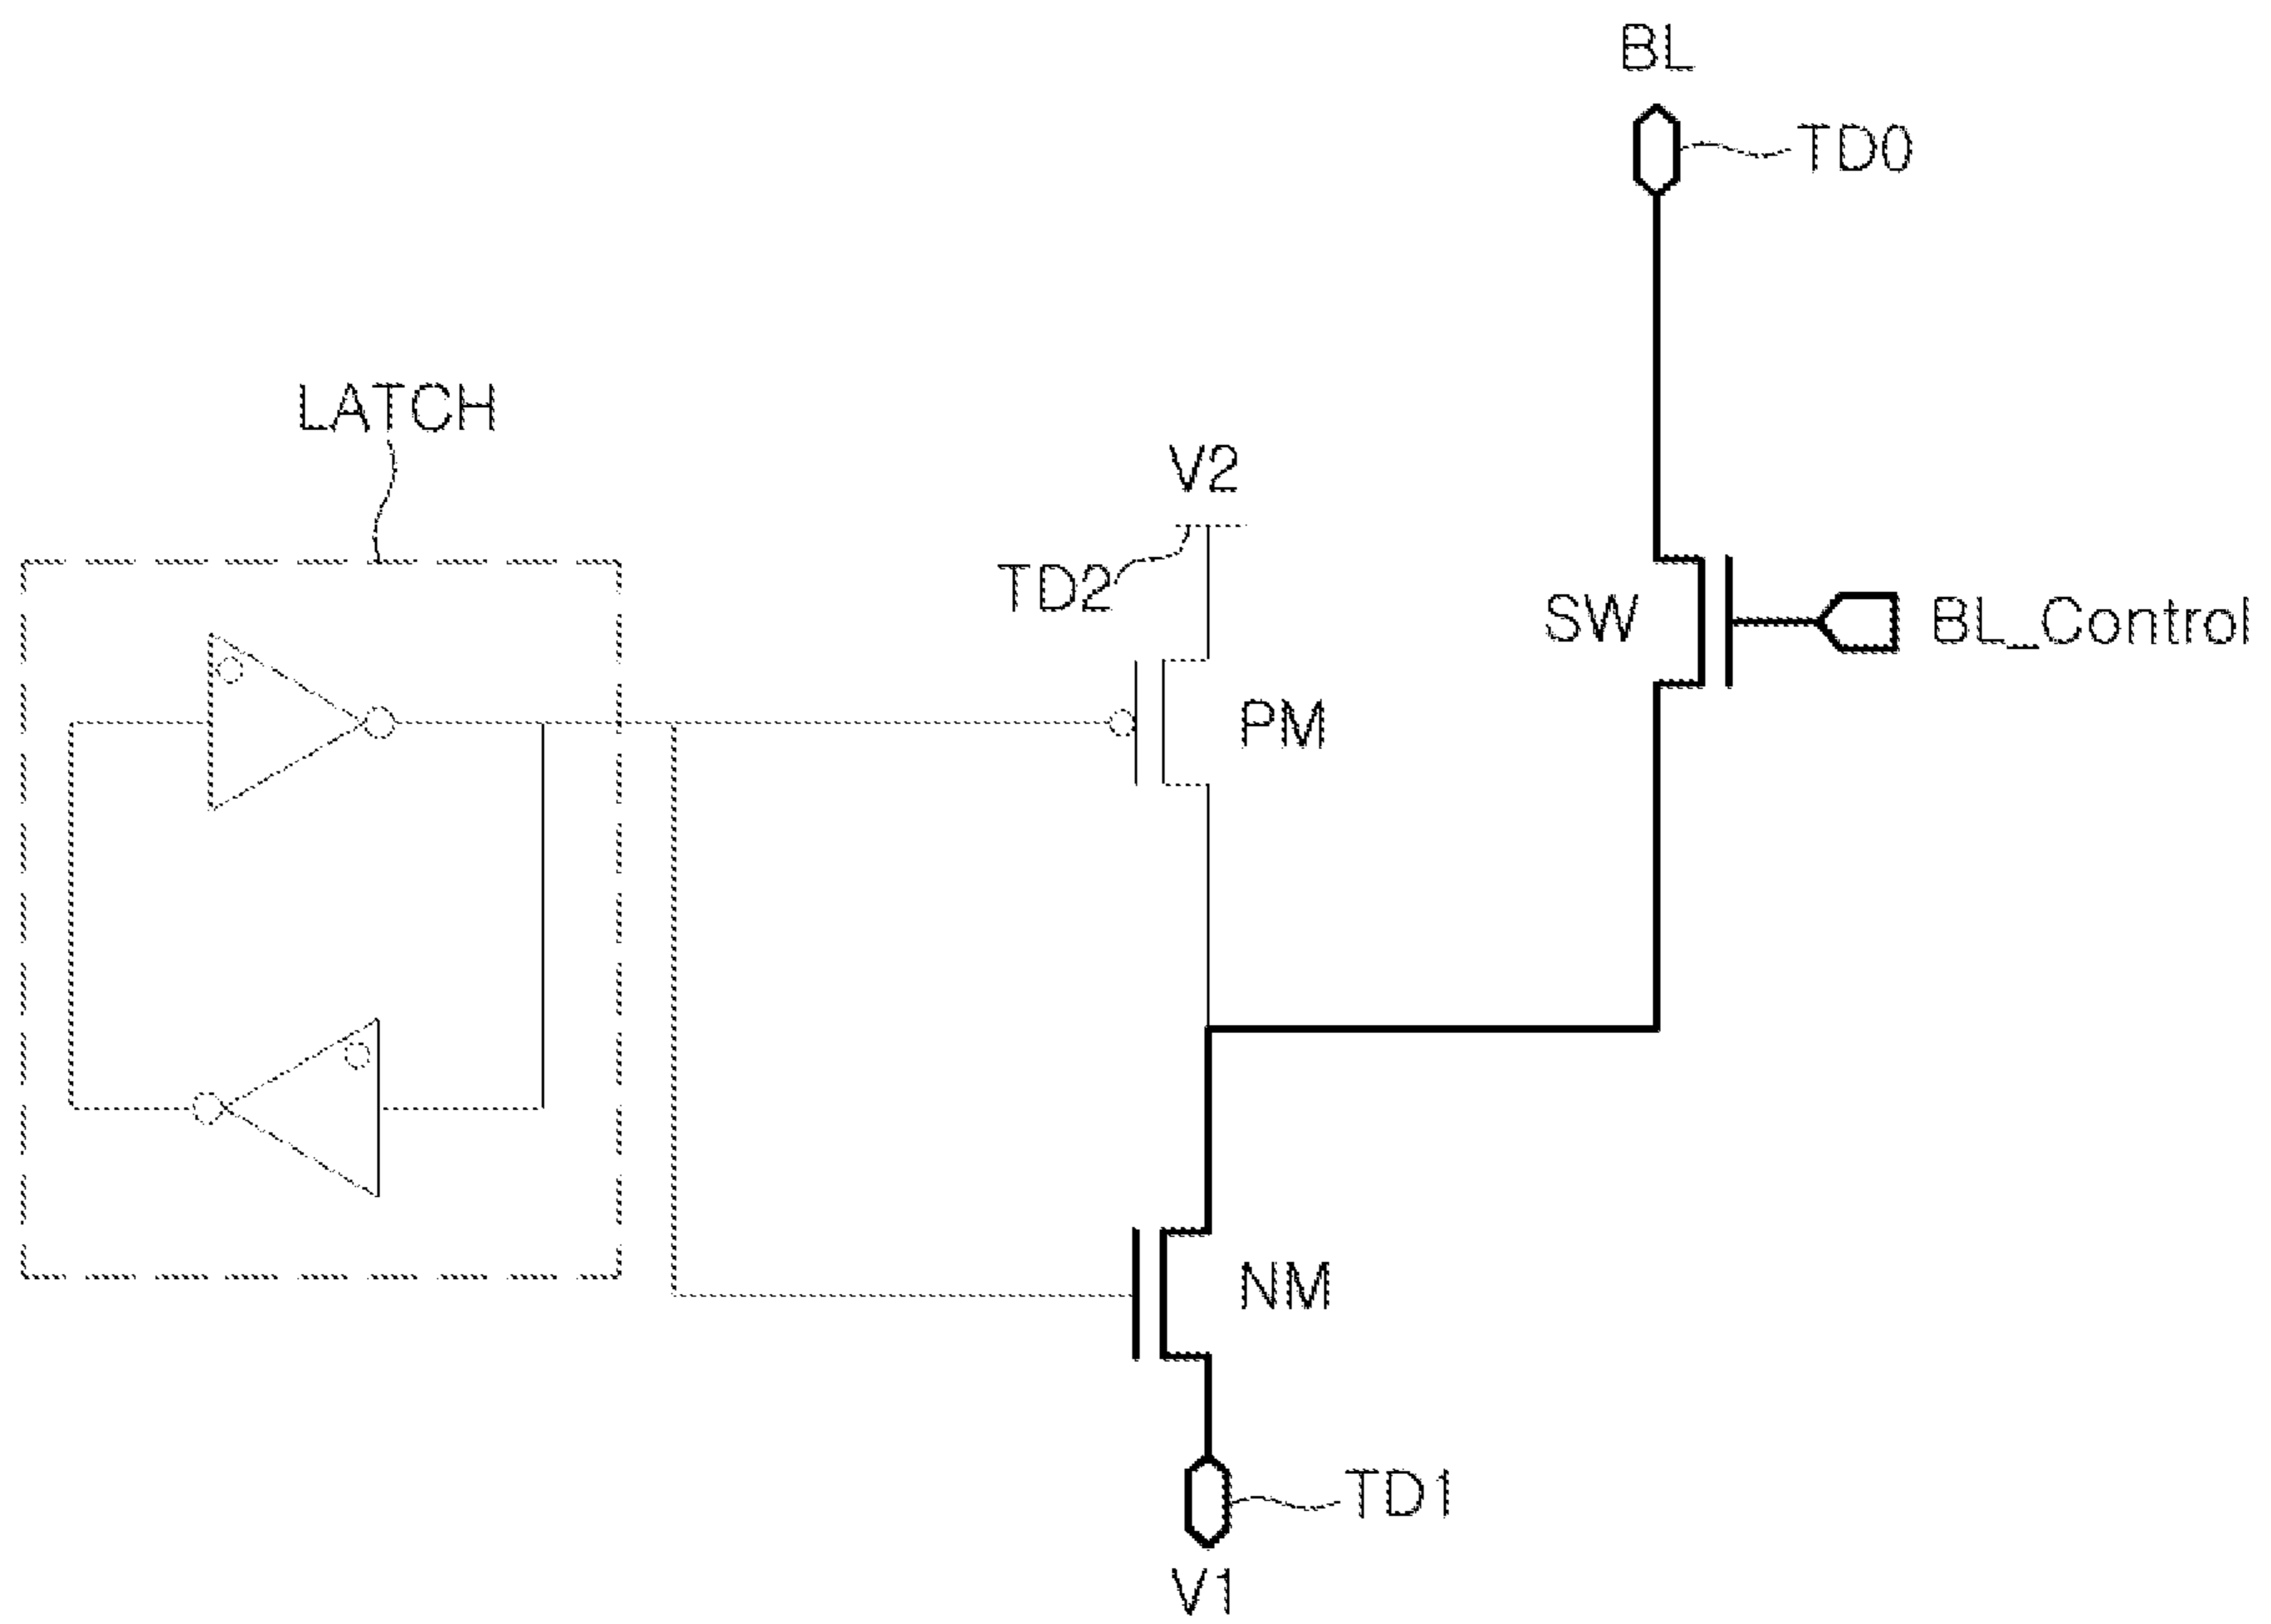 BL
TD0
LATCH
V2
TD2
SW
BL_Control
PM
NM
TD1
V1